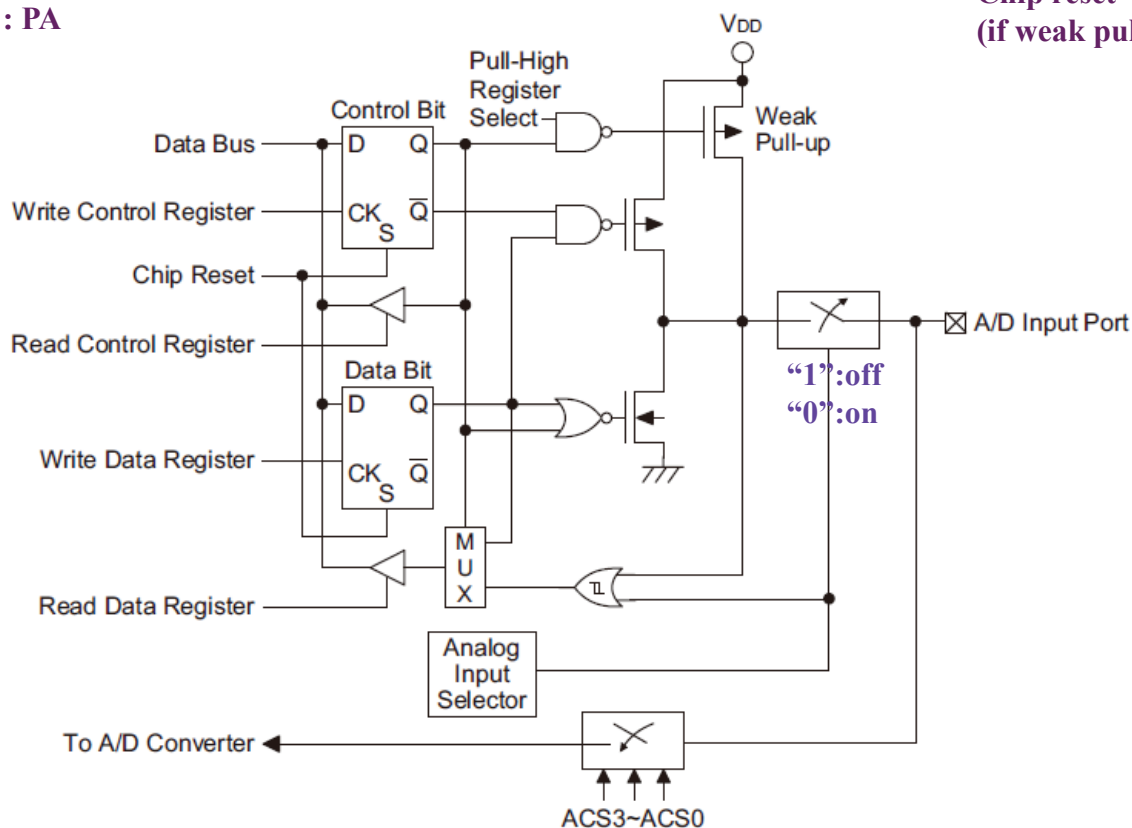 : PA
Chip reset
(if weak pul
VDD
Pull-High
Register
Select
Control Bit
Weak
Pull-up
Data Bus
D
Q
Write Control Register
CK
Q
S
Chip Reset
Read Control Register
A/D Input Port
Data Bit
“1”:off
“0”:on
D
Q
Write Data Register
CK
Q
S
M
U
X
Read Data Register
Analog
Input
Selector
To A/D Converter
ACS3~ACS0